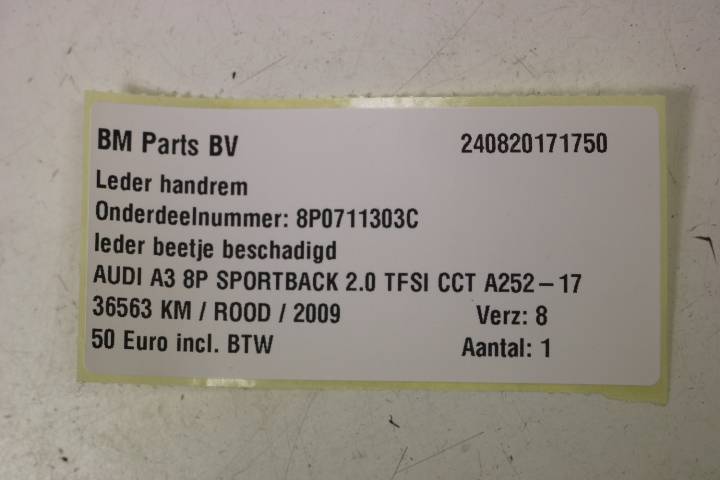 BM Parts BV 240820171750
Leder handrem
Onderdeelnummer: 8P0711303C
leder beetje beschadigd
AUDI A3 8P SPORTBACK 2.0 TFSI CCT A252-17
36563 KM / ROOD / 2009 Verz: 8
50 Euro incl. BTW Aantal: 1